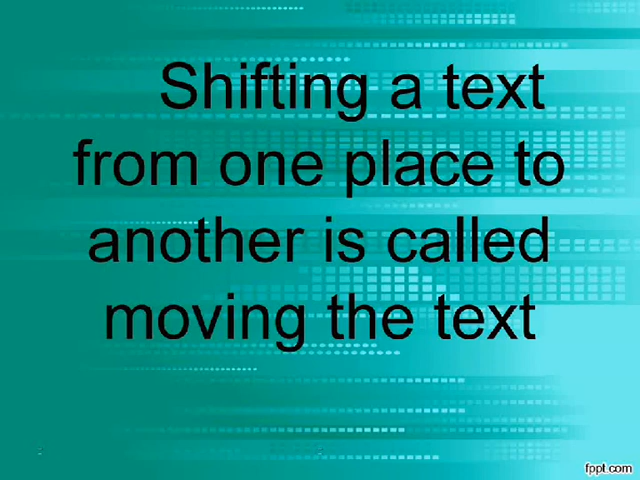 Shifting a text
from one place to
another is called
moving the text
fppt.com